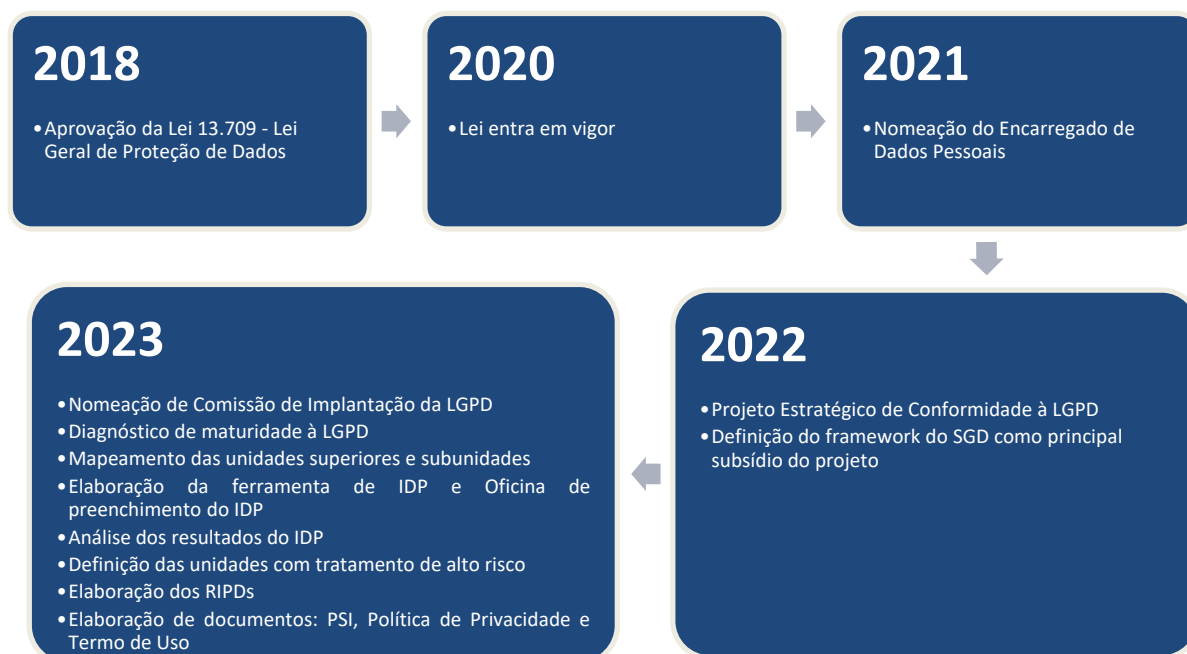 2018
•Aprovação da Lei 13.709 - Lei
Geral de Proteção de Dados
2020
•Lei entra em vigor
2021
•Nomeação do Encarregado de
Dados Pessoais
2022
•Projeto Estratégico de Conformidade à LGPD
•Definição do framework do SGD como principal
subsídio do projeto
2023
•Nomeação de Comissão de Implantação da LGPD
•Diagnóstico de maturidade à LGPD
•Mapeamento das unidades superiores e subunidades
•Elaboração da ferramenta de IDP e Oficina de
preenchimento do IDP
•Análise dos resultados do IDP
•Definição das unidades com tratamento de alto risco
•Elaboração dos RIPDs
•Elaboração de documentos: PSI, Política de Privacidade e
Termo de Uso